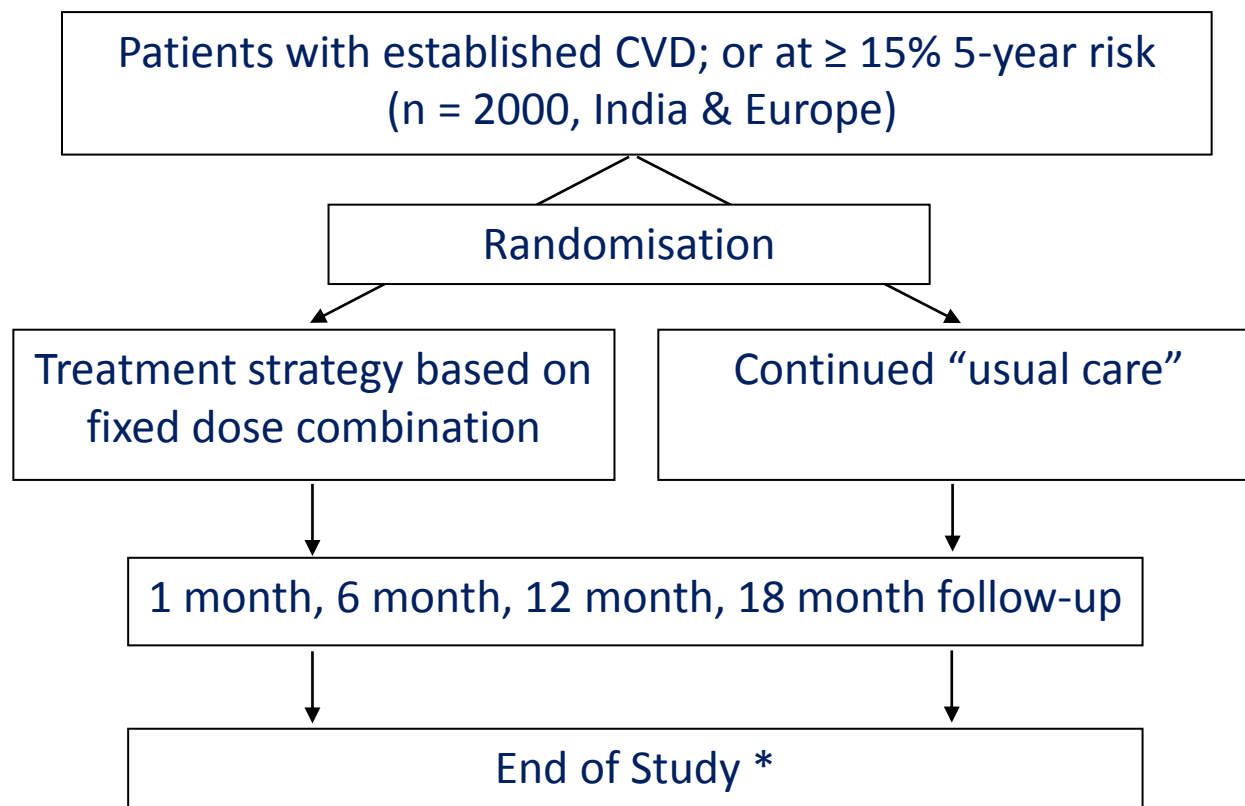 Patients with established CVD; or at ≥ 15% 5-year risk
(n = 2000, India & Europe)
Randomisation
Treatment strategy based on
fixed dose combination
Continued “usual care”
1 month, 6 month, 12 month, 18 month follow-up
End of Study *